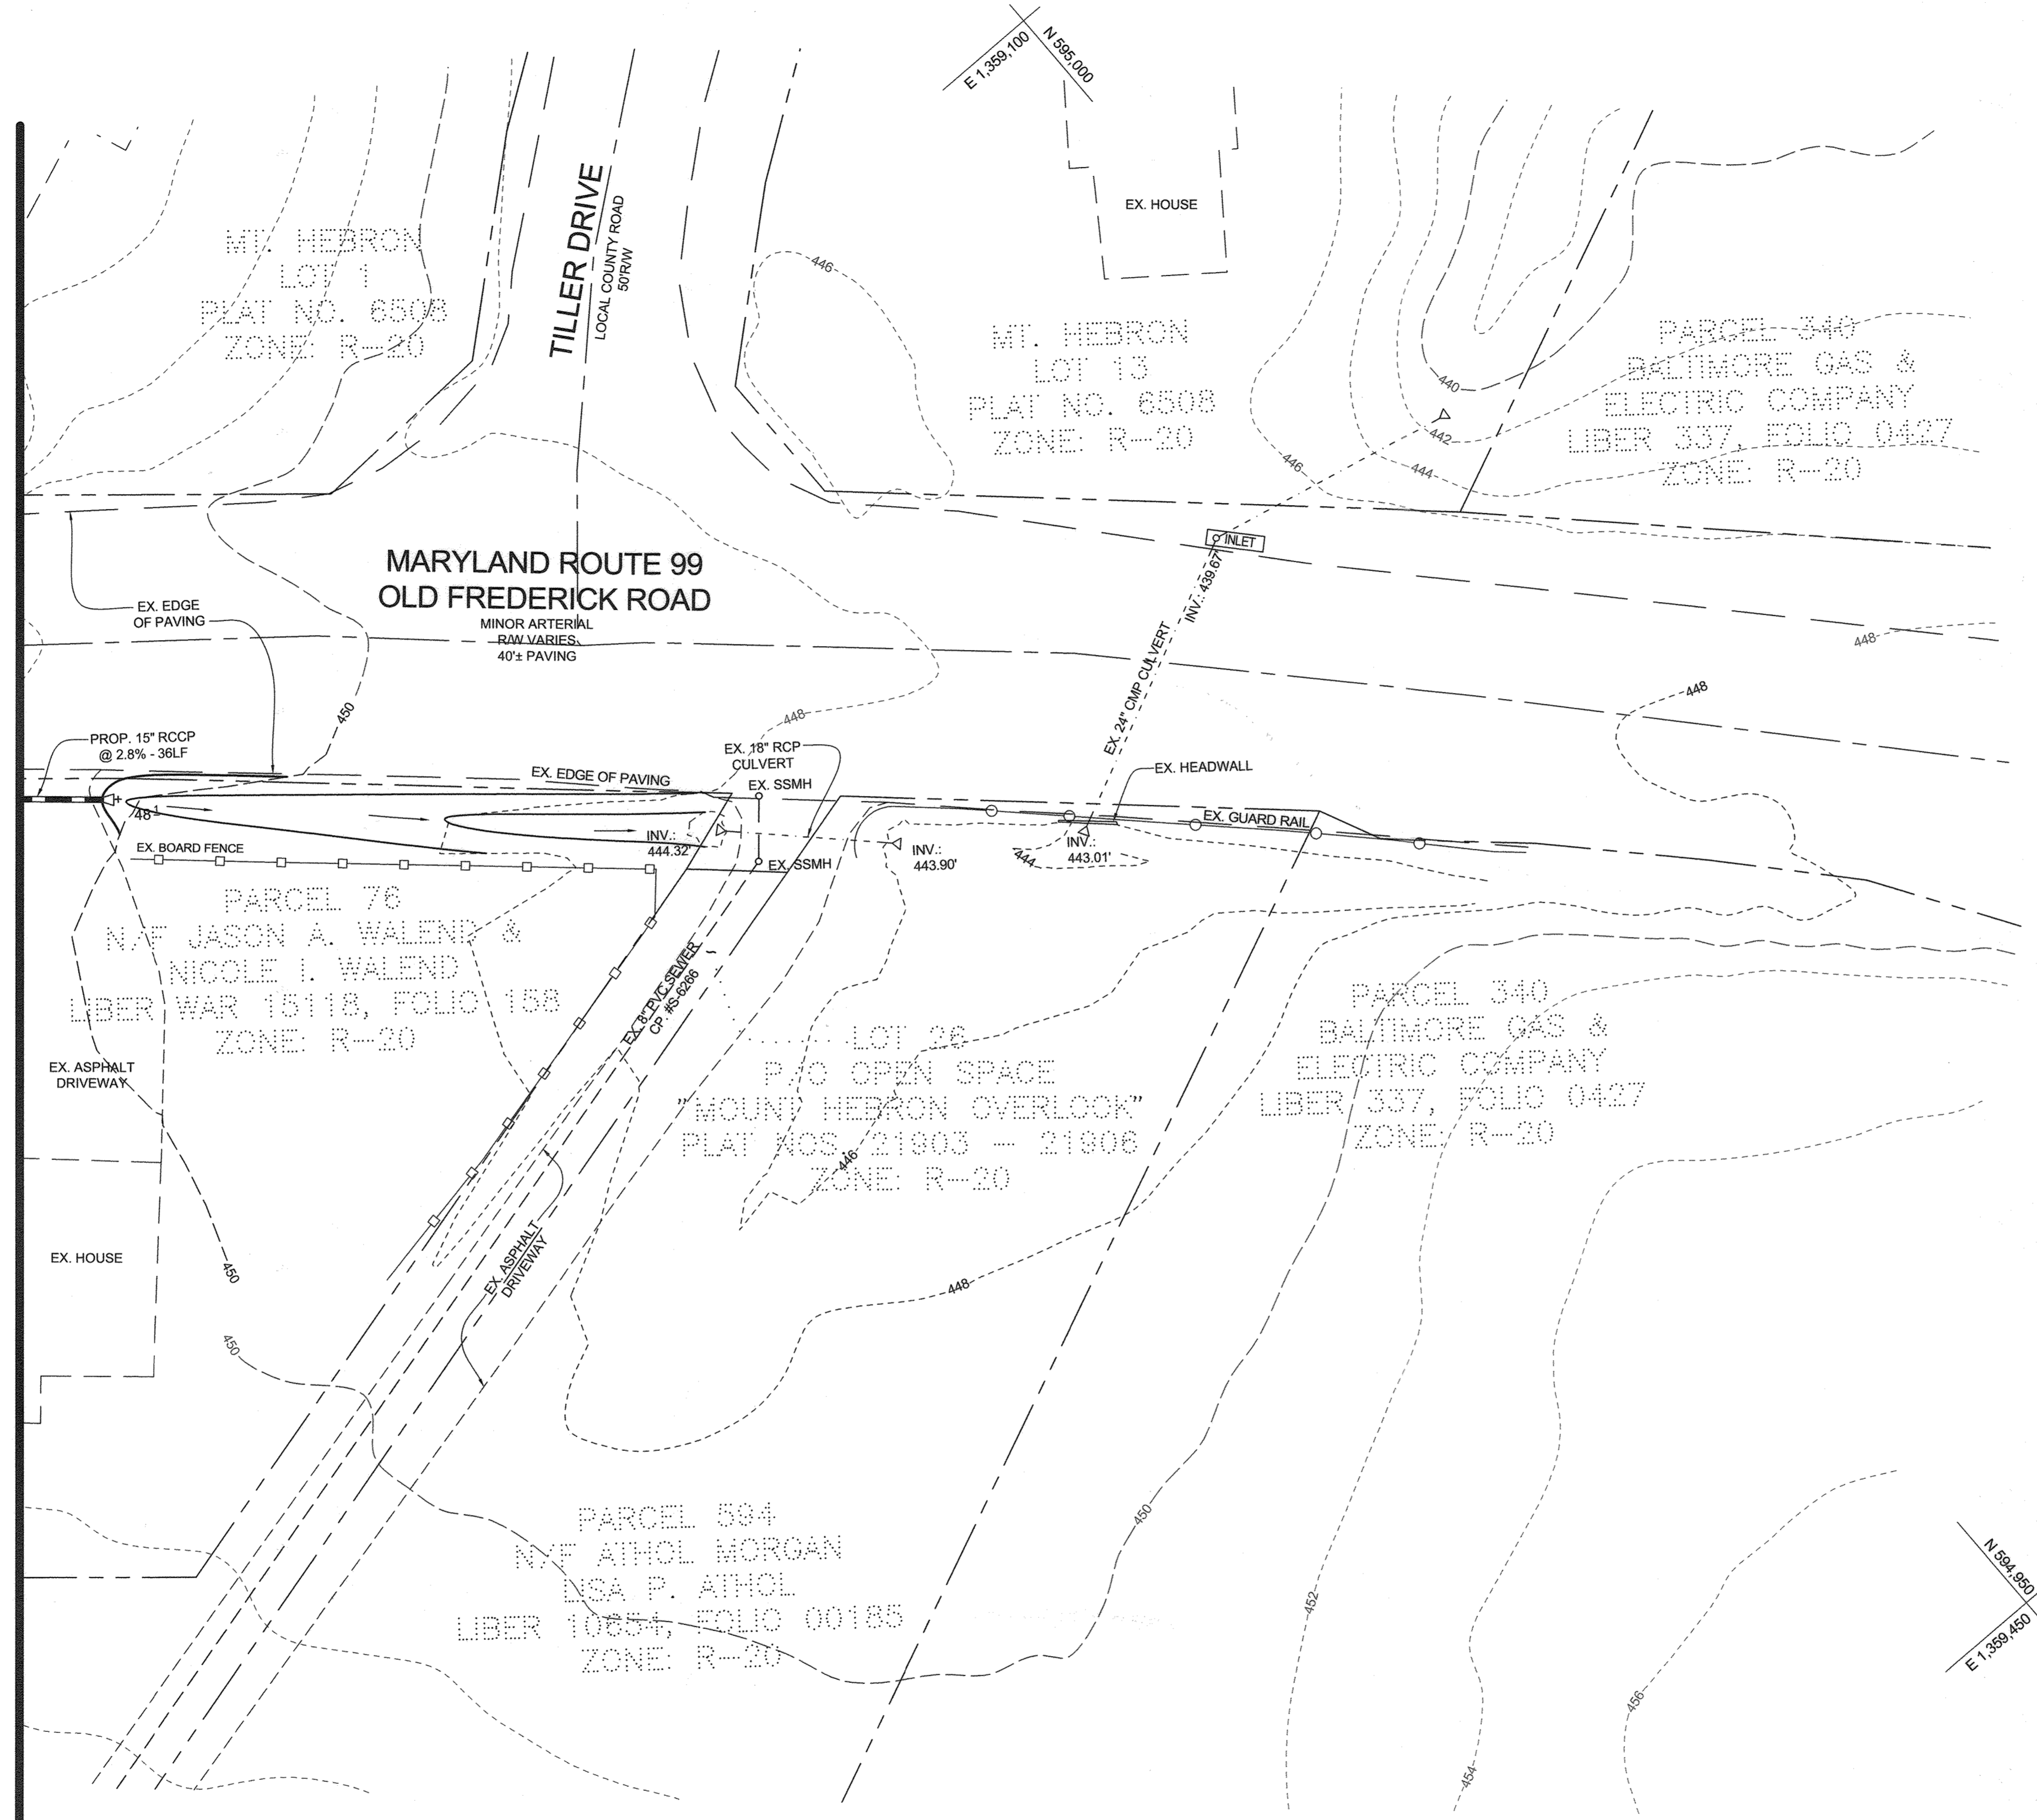 E 1,359,100
N 595,000
EX. HOUSE
MT. HEBRON
LOT 1
PLAT NO. 6508
ZONE: R-20
TILLER DRIVE
LOCAL COUNTY ROAD
50'R/W
446
MT. HEBRON
LOT 13
PLAT NO. 6508
ZONE: R-20
PARCEL 340
BALTIMORE GAS &
ELECTRIC COMPANY
LIBER 337, FOLIO 0427
ZONE: R-20
440
442
444
446
INLET
INV.: 439.67'
EX. 24" CMP CULVERT
MARYLAND ROUTE 99
OLD FREDERICK ROAD
MINOR ARTERIAL
R/W VARIES
40'± PAVING
EX. EDGE
OF PAVING
448
448
450
448
PROP. 15" RCCP
@ 2.8% - 36LF
EX. EDGE OF PAVING
EX. 18" RCP
CULVERT
EX. SSMH
EX. HEADWALL
48
EX. GUARD RAIL
INV.:
444.32'
INV.:
443.90'
444
INV.:
443.01'
EX. BOARD FENCE
EX. SSMH
PARCEL 76
N/F JASON A. WALEND &
NICOLE I. WALEND
LIBER WAR 15118, FOLIO 158
ZONE: R-20
EX. 8" PVC SEWER
CP. #S-6266
EX. ASPHALT
DRIVEWAY
LOT 26
P/O OPEN SPACE
"MOUNT HEBRON OVERLOOK"
PLAT NOS. 21903 - 21906
ZONE: R-20
446
PARCEL 340
BALTIMORE GAS &
ELECTRIC COMPANY
LIBER 337, FOLIO 0427
ZONE: R-20
EX. HOUSE
450
EX. ASPHALT
DRIVEWAY
448
450
PARCEL 594
N/F ATHOL MORGAN
LISA P. ATHOL
LIBER 10654, FOLIO 00185
ZONE: R-20
450
452
454
456
N 594,950
E 1,359,450